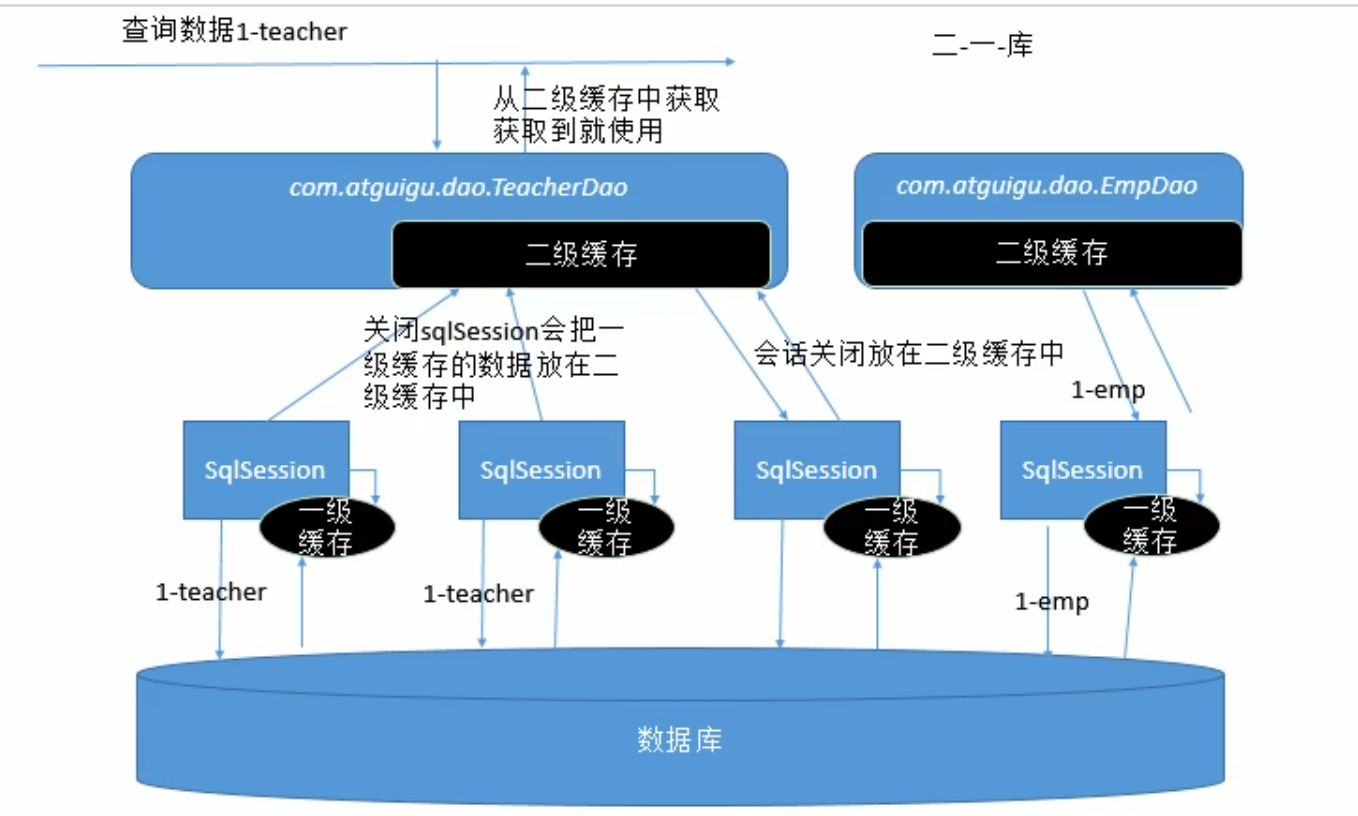 查询数据1-teacher
二-一-库
从二级缓存中获取
获取到就使用
com.atguigu.dao.TeacherDao
com.atguigu.dao.EmpDao
二级缓存
二级缓存
关闭sqlSession会把一
级缓存的数据放在二
级缓存中
会话关闭放在二级缓存中
1-emp
SqlSession
SqlSession
SqlSession
SqlSession
一级
缓存
一级
缓存
一级
缓存
一级
缓存
1-teacher
1-teacher
1-emp
数据库